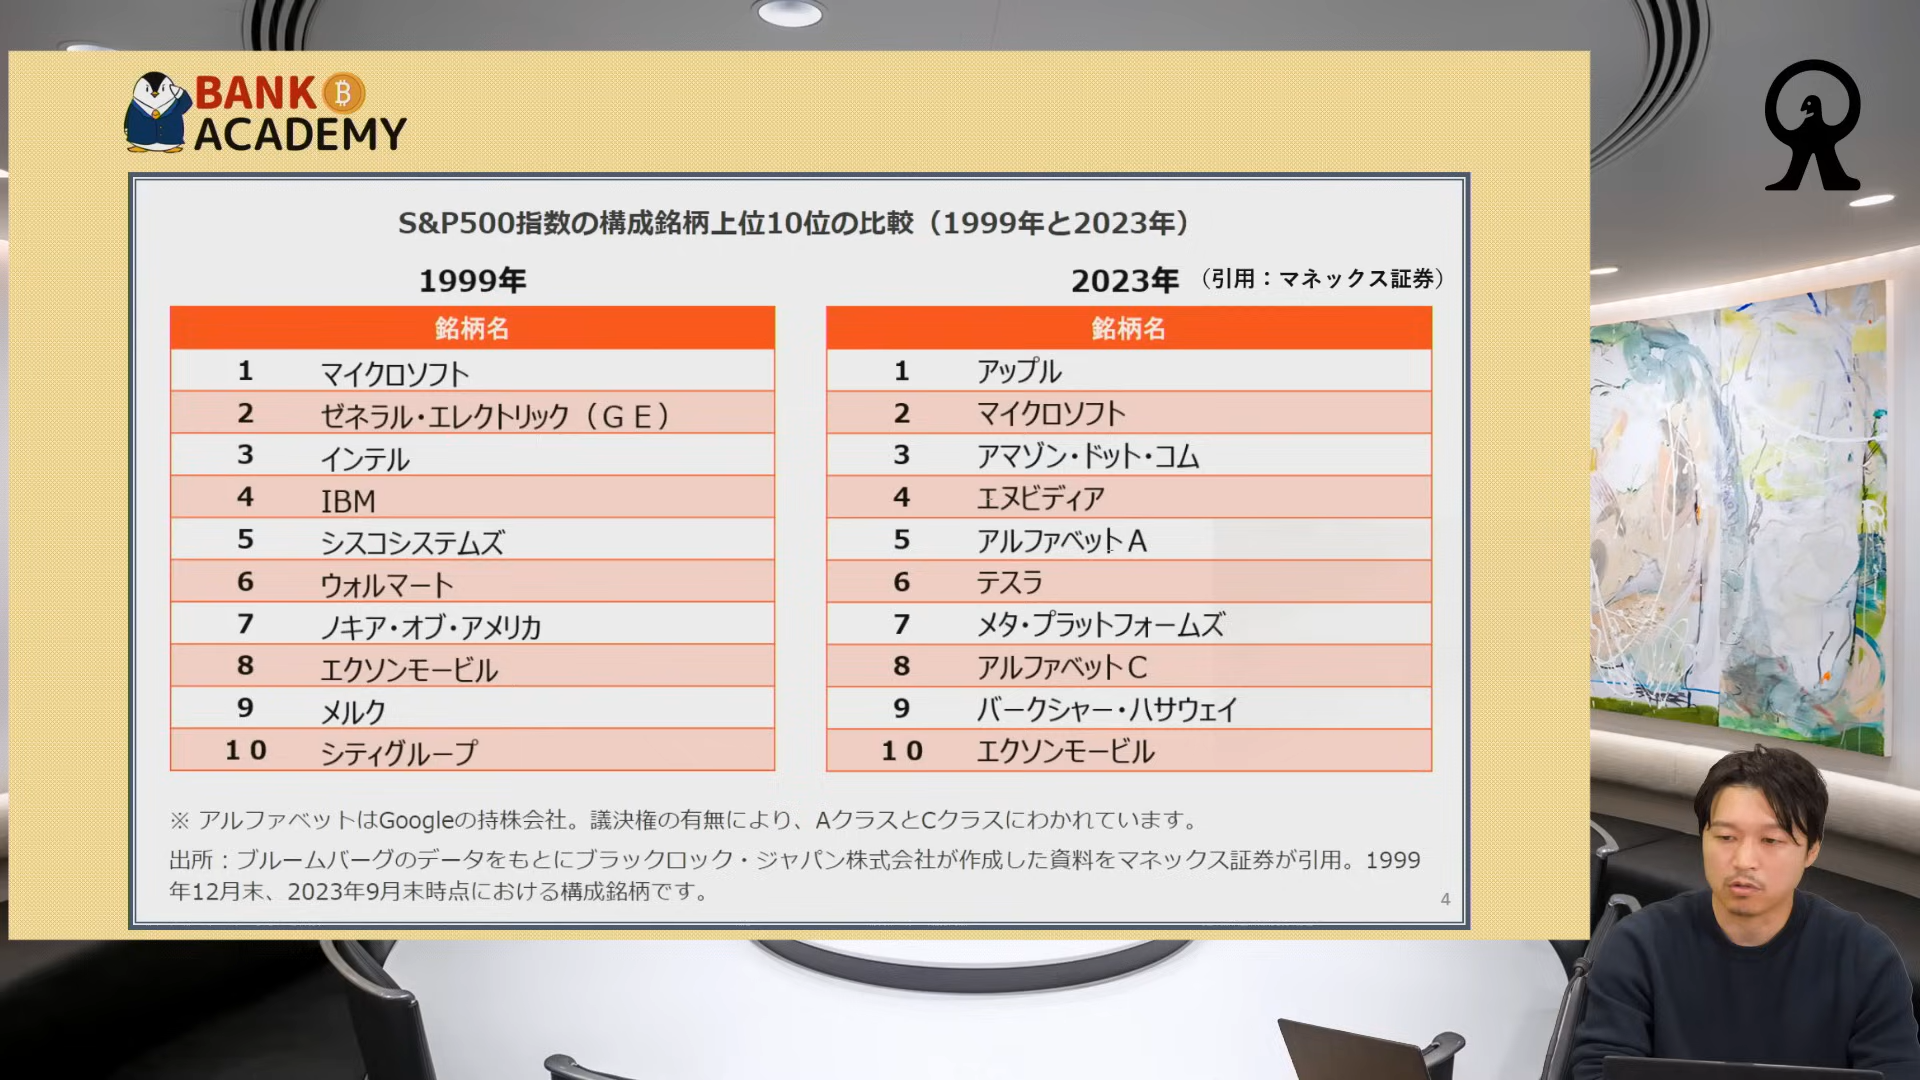 BANK
ACADEMY
S&P500指数の構成銘柄上位10位の比較（1999年と2023年）
1999年
銘柄名
1 マイクロソフト
2 ゼネラル・エレクトリック（ＧＥ）
3 インテル
4 IBM
5 シスコシステムズ
6 ウォルマート
7 ノキア・オブ・アメリカ
8 エクソンモービル
9 メルク
１０ シティグループ
2023年 （引用：マネックス証券）
銘柄名
1 アップル
2 マイクロソフト
3 アマゾン・ドット・コム
4 エヌビディア
5 アルファベットＡ
6 テスラ
7 メタ・プラットフォームズ
8 アルファベットＣ
9 バークシャー・ハサウェイ
１０ エクソンモービル
※ アルファベットはGoogleの持株会社。議決権の有無により、AクラスとCクラスにわかれています。
出所：ブルームバーグのデータをもとにブラックロック・ジャパン株式会社が作成した資料をマネックス証券が引用。1999
年12月末、2023年9月末時点における構成銘柄です。
4